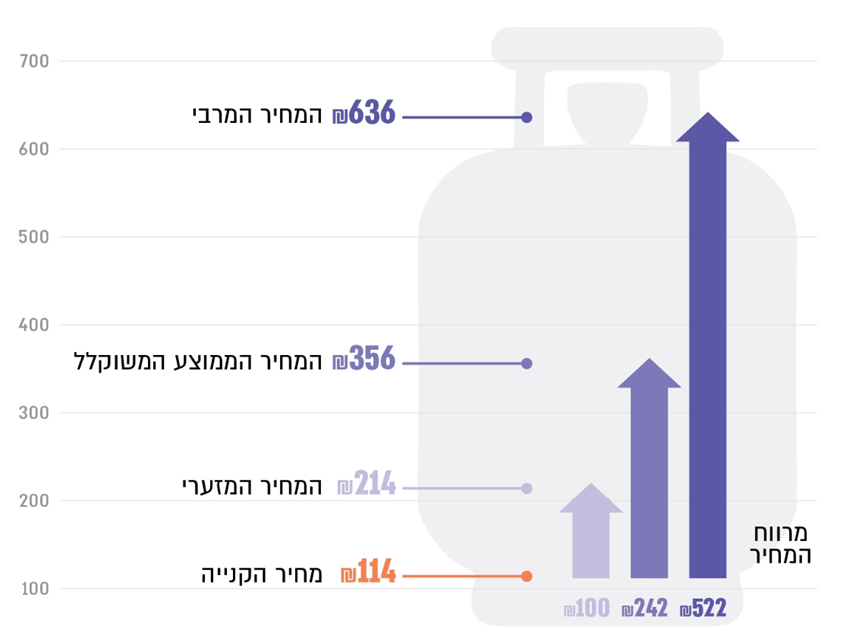 700
₪636 המחיר המרבי
600
500
400
₪356 המחיר הממוצע המשוקלל
300
₪214 המחיר המזערי
200
מרווח
המחיר
₪114 מחיר הקנייה
100
₪100 ₪242 ₪522